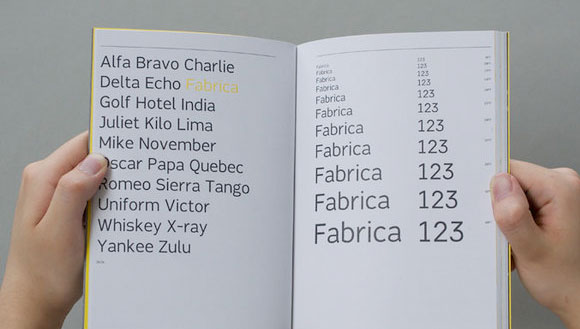 Alfa Bravo Charlie
Delta Echo Fabrica
Golf Hotel India
Juliet Kilo Lima
Mike November
Oscar Papa Quebec
Romeo Sierra Tango
Uniform Victor
Whiskey X-ray
Yankee Zulu
Fabrica 123
Fabrica 123
Fabrica 123
Fabrica 123
Fabrica 123
Fabrica 123
Fabrica 123
Fabrica 123
Fabrica 123
Fabrica 123
Fabrica 123